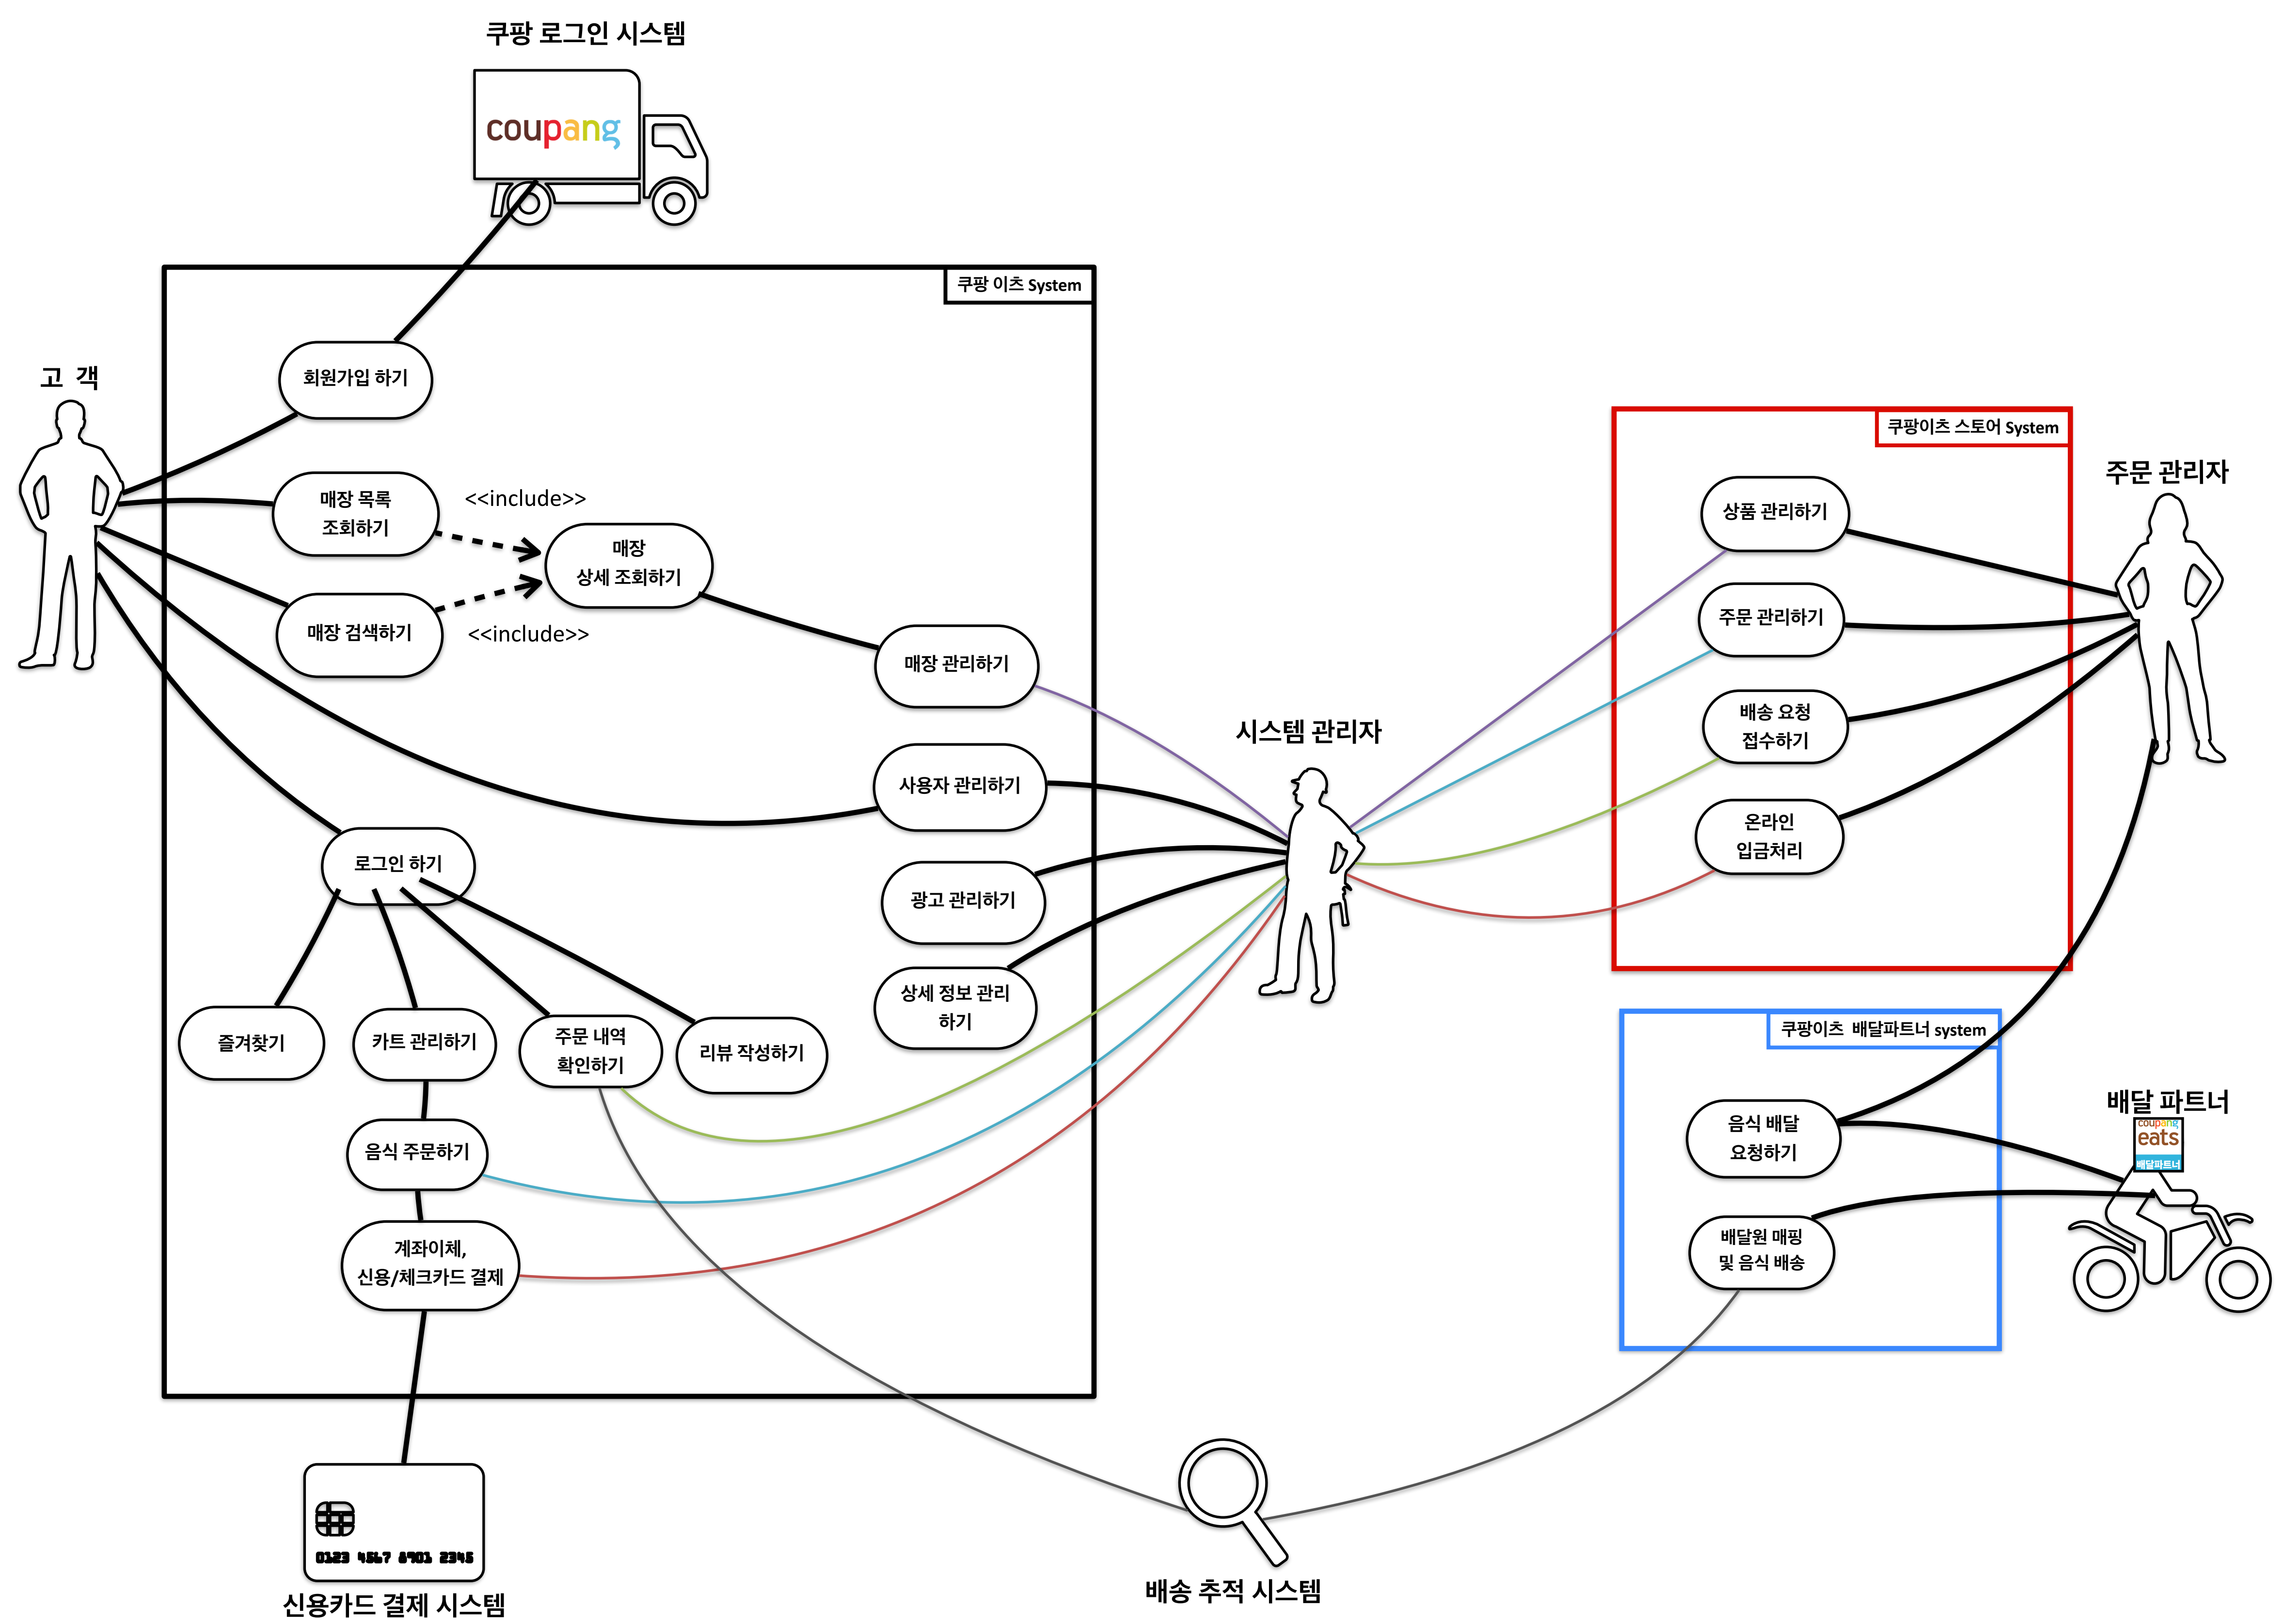 쿠팡 로그인 시스템
coupang
쿠팡 이츠 System
고 객
회원가입 하기
매장 목록
조회하기
<<include>>
매장
상세 조회하기
매장 검색하기
<<include>>
매장 관리하기
사용자 관리하기
로그인 하기
광고 관리하기
상세 정보 관리
하기
즐겨찾기
카트 관리하기
주문 내역
확인하기
리뷰 작성하기
음식 주문하기
계좌이체,
신용/체크카드 결제
0123 4567 8901 2345
신용카드 결제 시스템
시스템 관리자
배송 추적 시스템
쿠팡이츠 스토어 System
상품 관리하기
주문 관리하기
배송 요청
접수하기
온라인
입금처리
주문 관리자
쿠팡이츠 배달파트너 system
음식 배달
요청하기
배달원 매핑
및 음식 배송
배달 파트너
coupang
eats
배달파트너